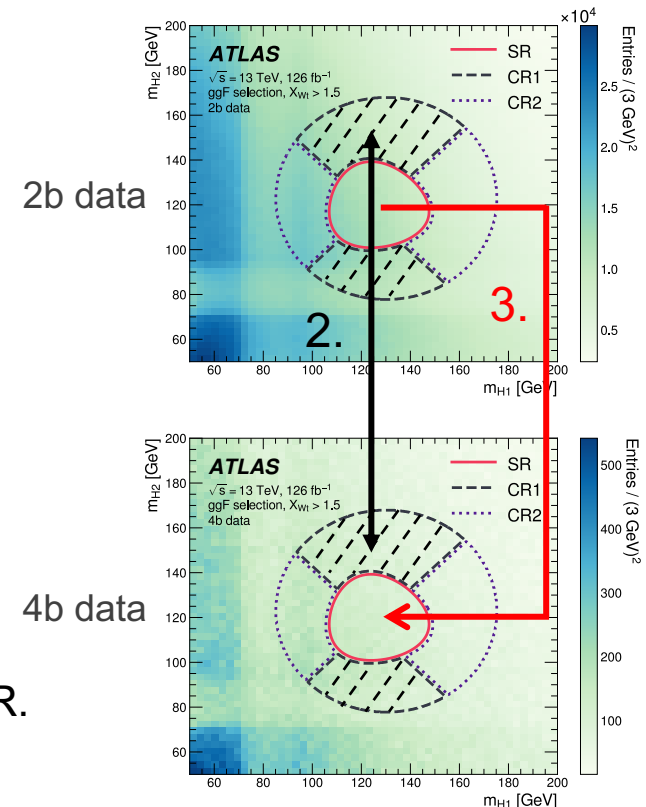 2b data
m_H2 [GeV]
200
180
160
140
120
100
80
60
ATLAS
√s = 13 TeV, 126 fb⁻¹
ggF selection, X_Wt > 1.5
2b data
SR
CR1
CR2
2.
3.
60 80 100 120 140 160 180 200
m_H1 [GeV]
×10⁴
2.5
2.0
1.5
1.0
0.5
Entries / (3 GeV)²
4b data
R.
m_H2 [GeV]
200
180
160
140
120
100
80
60
ATLAS
√s = 13 TeV, 126 fb⁻¹
ggF selection, X_Wt > 1.5
4b data
SR
CR1
CR2
60 80 100 120 140 160 180 200
m_H1 [GeV]
500
400
300
200
100
Entries / (3 GeV)²